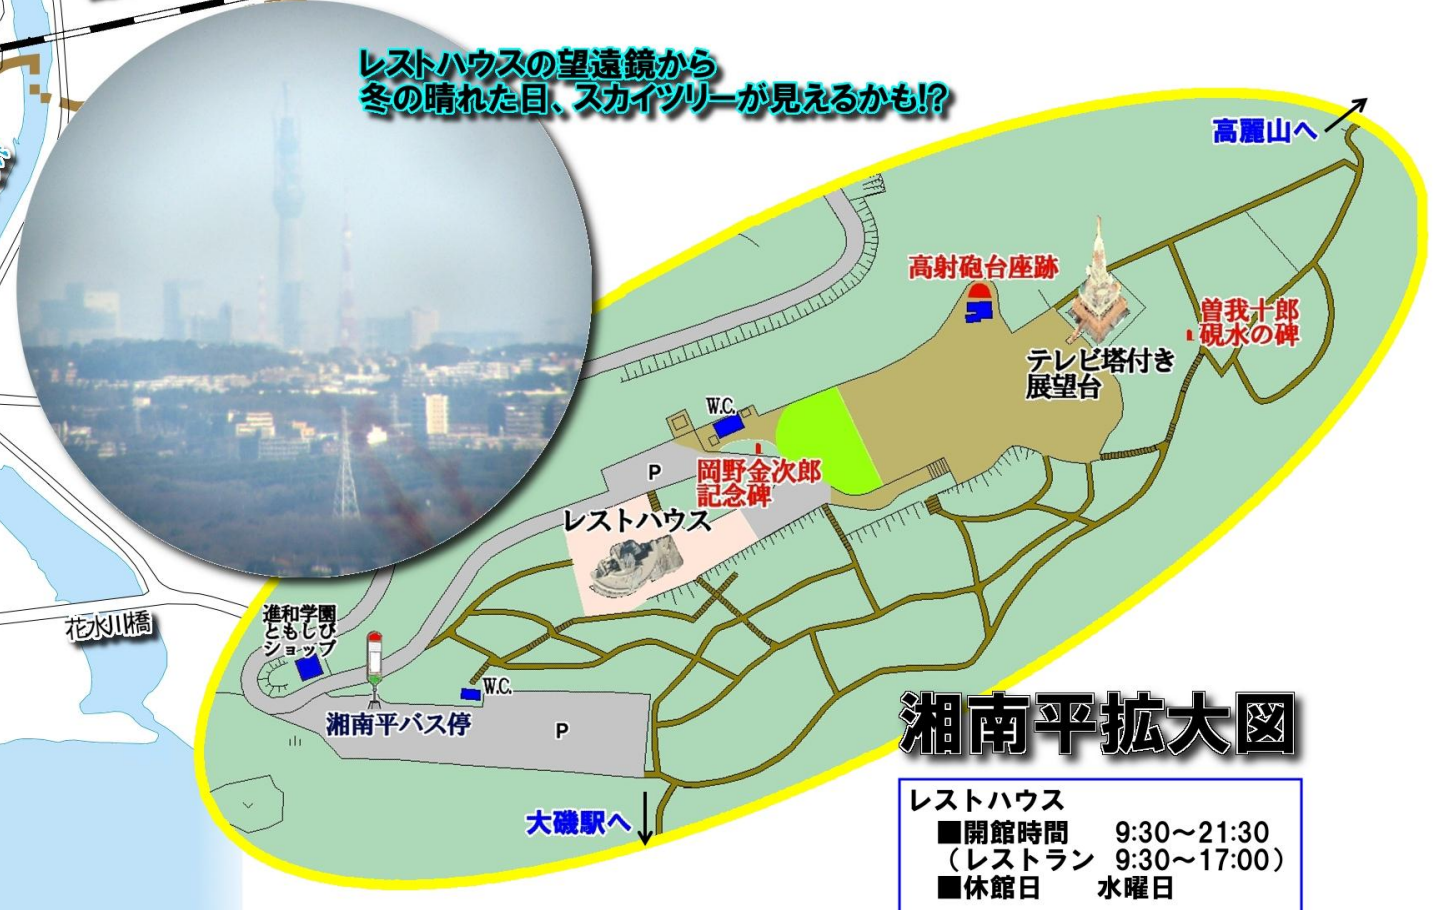 レストハウスの望遠鏡から
冬の晴れた日、スカイツリーが見えるかも!?
高麗山へ
高射砲台座跡
曽我十郎
硯水の碑
テレビ塔付き
展望台
W.C.
P
岡野金次郎
記念碑
レストハウス
花水川橋
進和学園
ともしび
ショップ
W.C.
湘南平バス停
P
大磯駅へ
湘南平拡大図
レストハウス
■開館時間 9:30～21:30
（レストラン 9:30～17:00）
■休館日 水曜日